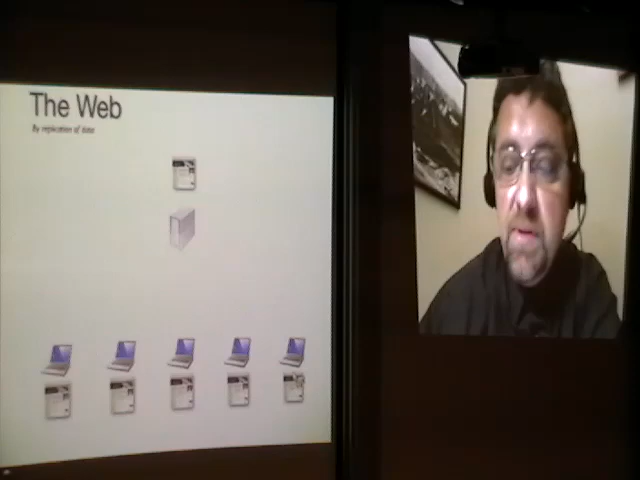 The Web
By replication of data